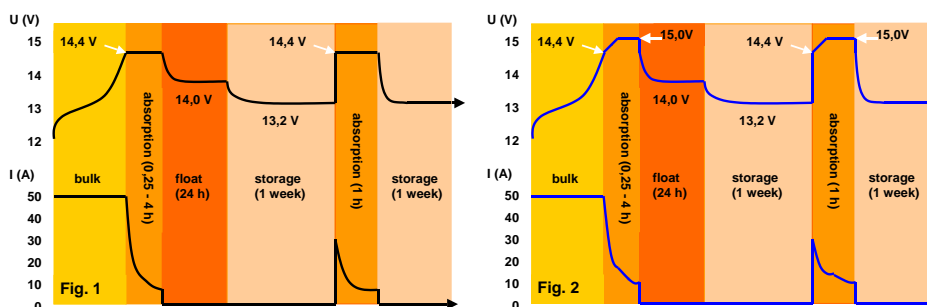 U (V)
15
14,4 V
14,4 V
14
14,0 V
13
13,2 V
12
absorption (0,25 - 4 h)
absorption (1 h)
I (A)
bulk
float
(24 h)
storage
(1 week)
storage
(1 week)
50
40
30
20
10
0
Fig. 1
U (V)
15
15,0V
15,0V
14,4 V
14,4 V
14
14,0 V
13
13,2 V
12
absorption (0,25 - 4 h)
absorption (1 h)
I (A)
bulk
float
(24 h)
storage
(1 week)
storage
(1 week)
50
40
30
20
10
0
Fig. 2